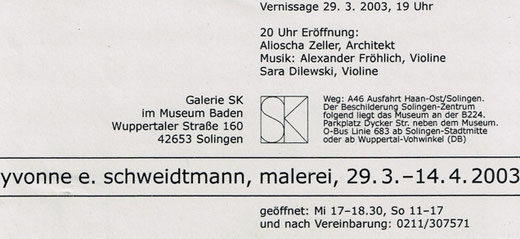 Vernissage 29. 3. 2003, 19 Uhr
20 Uhr Eröffnung:
Alioscha Zeller, Architekt
Musik: Alexander Fröhlich, Violine
Sara Dilewski, Violine
Galerie SK
im Museum Baden
Wuppertaler Straße 160
42653 Solingen
SK
Weg: A46 Ausfahrt Haan-Ost/Solingen.
Der Beschilderung Solingen-Zentrum
folgend liegt das Museum an der B224.
Parkplatz Dycker Str. neben dem Museum.
O-Bus Linie 683 ab Solingen-Stadtmitte
oder ab Wuppertal-Vohwinkel (DB)
yvonne e. schweidtmann, malerei, 29.3.–14.4.2003
geöffnet: Mi 17–18.30, So 11–17
und nach Vereinbarung: 0211/307571